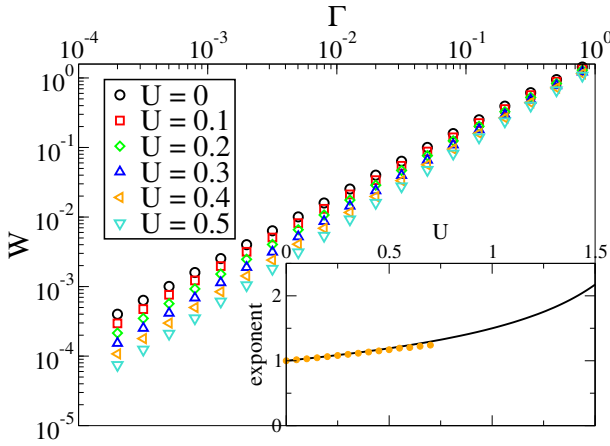 Γ
10^-4 10^-3 10^-2 10^-1 10^0
W
10^0
10^-1
10^-2
10^-3
10^-4
10^-5
U = 0
U = 0.1
U = 0.2
U = 0.3
U = 0.4
U = 0.5
U
0 0.5 1 1.5
exponent
2
1
0